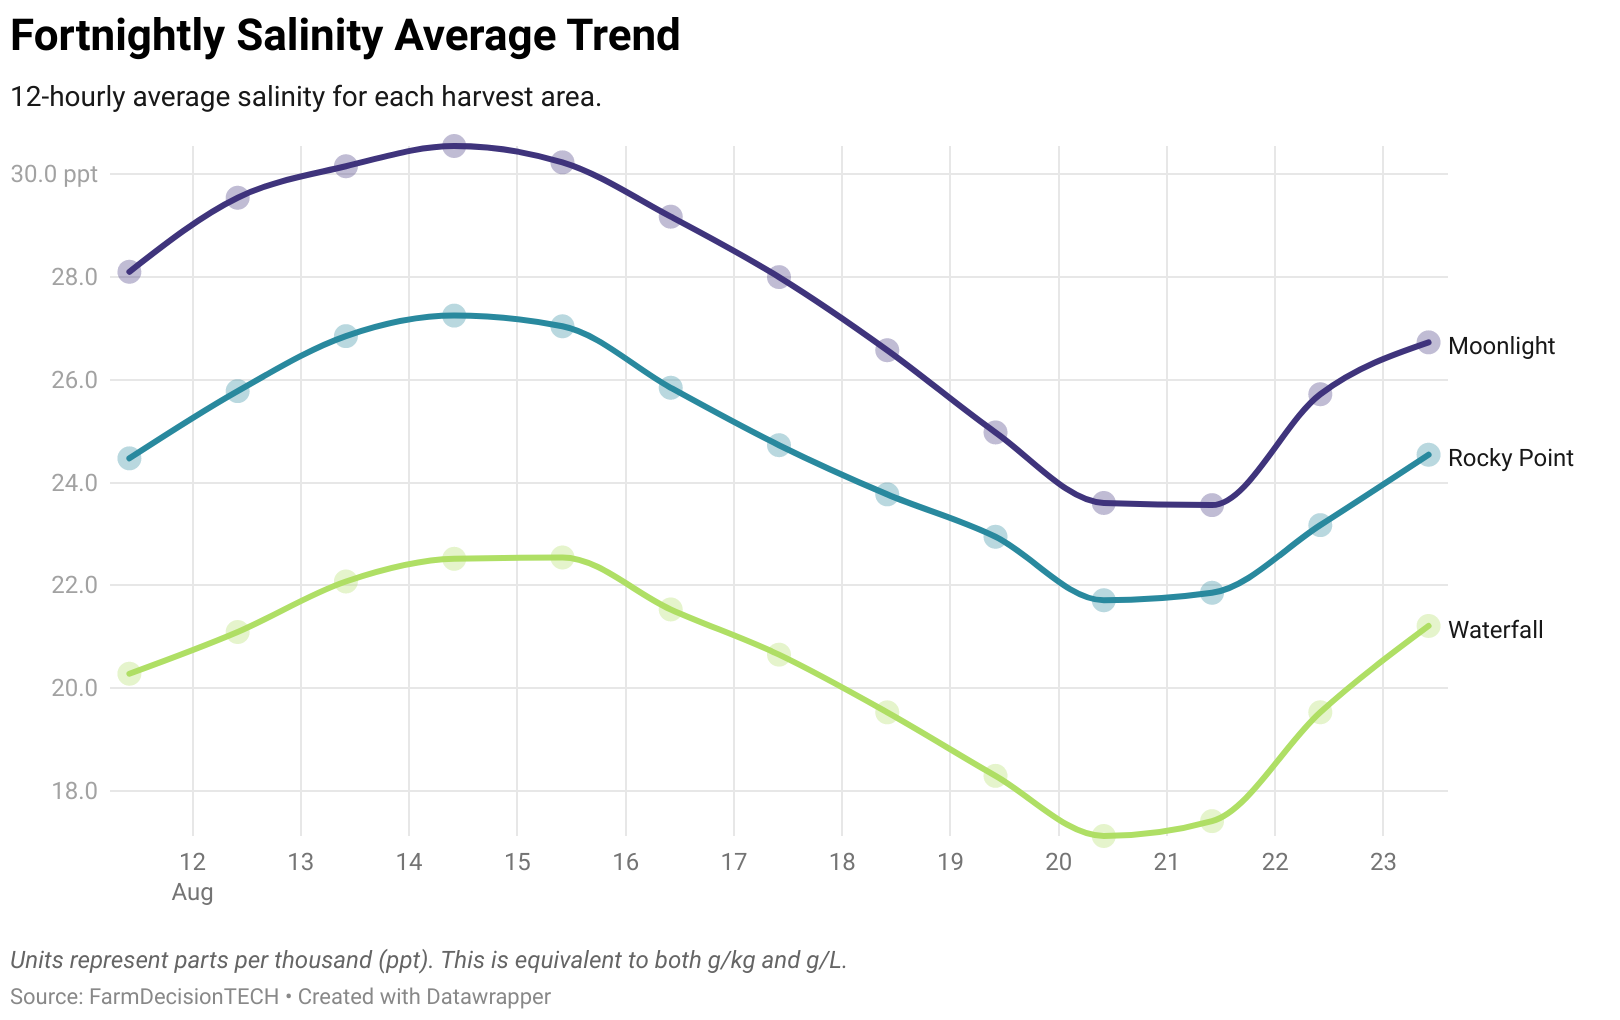 Fortnightly Salinity Average Trend
12-hourly average salinity for each harvest area.
30.0 ppt
28.0
26.0
24.0
22.0
20.0
18.0
Moonlight
Rocky Point
Waterfall
12 13 14 15 16 17 18 19 20 21 22 23
Aug
Units represent parts per thousand (ppt). This is equivalent to both g/kg and g/L.
Source: FarmDecisionTECH • Created with Datawrapper